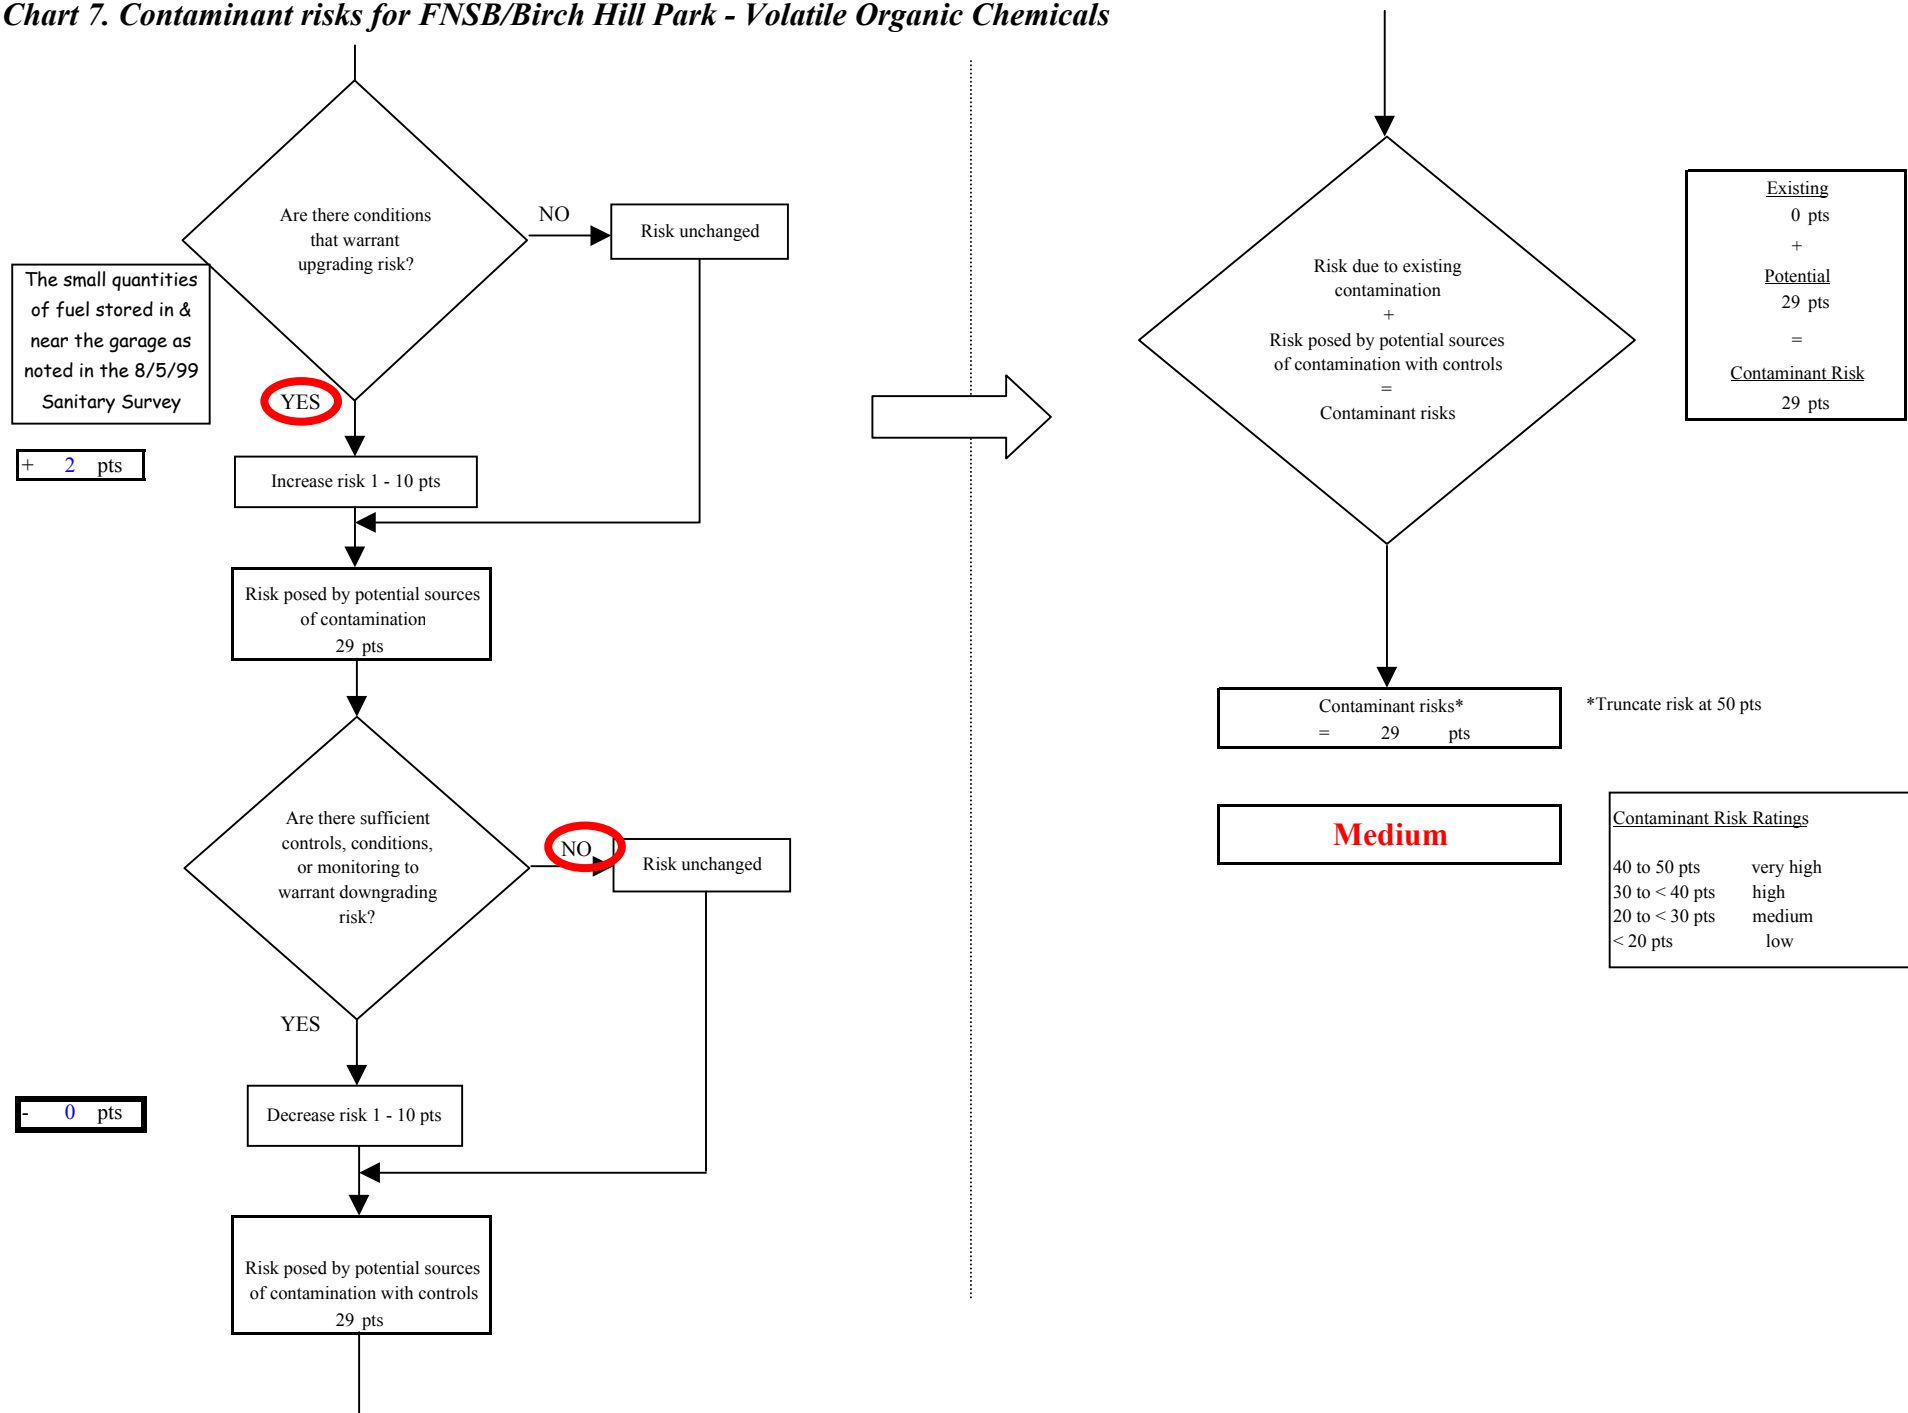 Chart 7. Contaminant risks for FNSB/Birch Hill Park - Volatile Organic Chemicals
Are there conditions
that warrant
upgrading risk?
NO
Risk unchanged
The small quantities
of fuel stored in &
near the garage as
noted in the 8/5/99
Sanitary Survey
YES
+ 2 pts
Increase risk 1 - 10 pts
Risk posed by potential sources
of contamination
29 pts
Are there sufficient
controls, conditions,
or monitoring to
warrant downgrading
risk?
NO
Risk unchanged
YES
- 0 pts
Decrease risk 1 - 10 pts
Risk posed by potential sources
of contamination with controls
29 pts
Risk due to existing
contamination
+
Risk posed by potential sources
of contamination with controls
=
Contaminant risks
Existing
0 pts
+
Potential
29 pts
=
Contaminant Risk
29 pts
Contaminant risks*
= 29 pts
*Truncate risk at 50 pts
Medium
Contaminant Risk Ratings
40 to 50 pts very high
30 to < 40 pts high
20 to < 30 pts medium
< 20 pts low